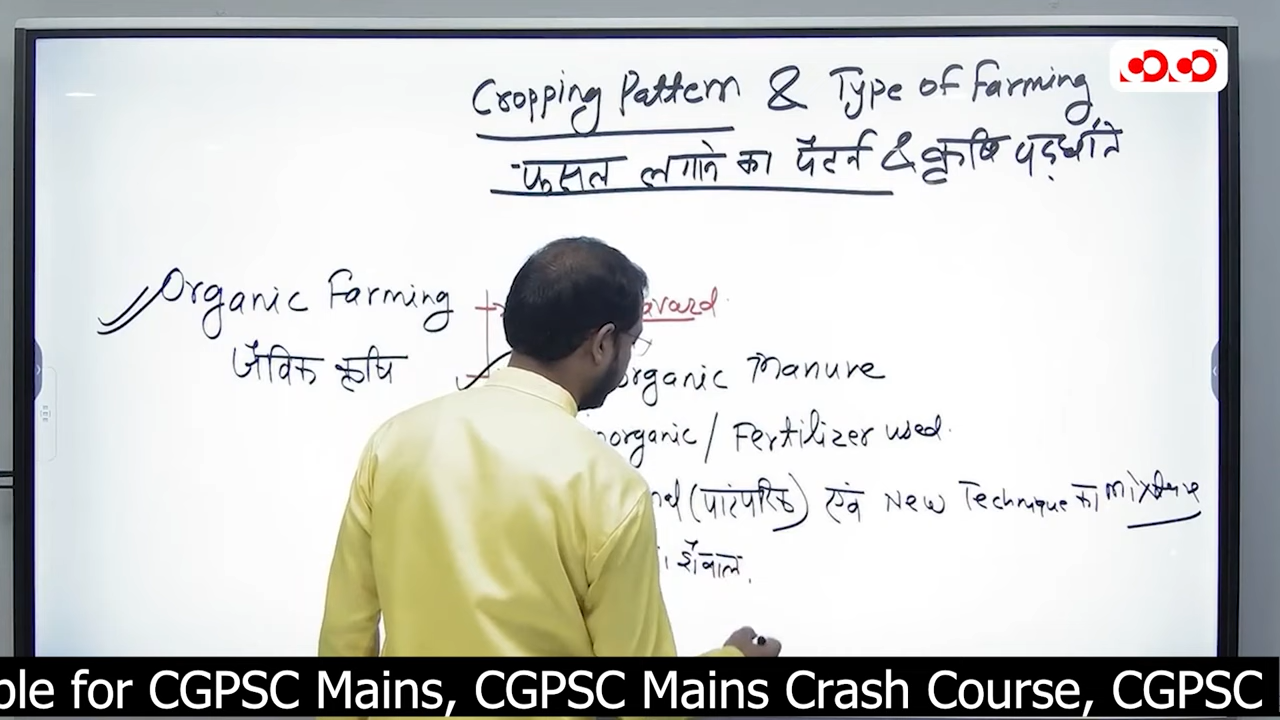 Cropping Pattern & Type of Farming
फसल लगाने का पैटर्न & कृषि पद्धति
Organic Farming
जैविक कृषि
organic Manure
inorganic / Fertilizer used.
(पारंपरिक) एवं New Technique का mixture
शैवाल.
for CGPSC Mains, CGPSC Mains Crash Course, CGPSC